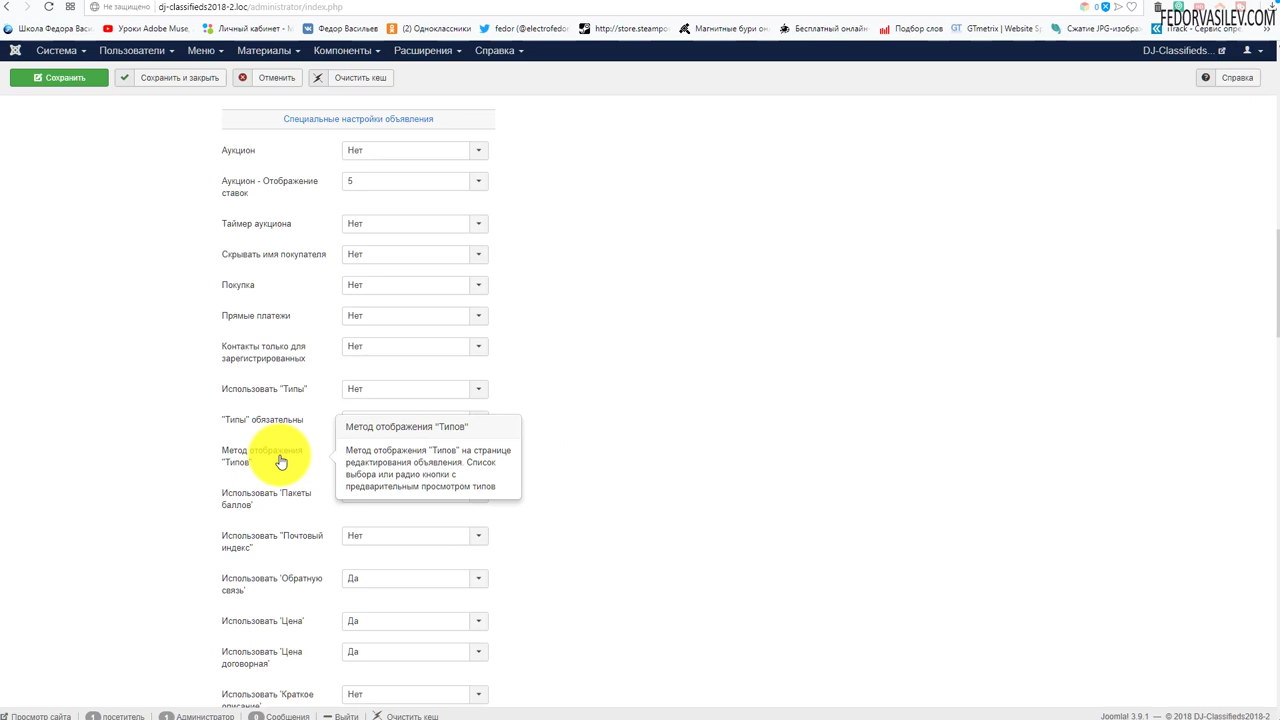 Не защищено
dj-classifieds2018-2.loc/administrator/index.php
FEDORVASILEV.COM
Школа Федора Васил
Уроки Adobe Muse,
Личный кабинет - М
Федор Васильев
(2) Одноклассники
fedor (@electrofedo
http://store.steampo
Магнитные бури он
Бесплатный онлайн
Подбор слов
GTmetrix | Website S
Сжатие JPG-изобра
iTrack - Сервис опре
Система
Пользователи
Меню
Материалы
Компоненты
Расширения
Справка
DJ-Classifieds...
Сохранить
Сохранить и закрыть
Отменить
Очистить кеш
Справка
Специальные настройки объявления
Аукцион
Нет
Аукцион - Отображение
ставок
5
Таймер аукциона
Нет
Скрывать имя покупателя
Нет
Покупка
Нет
Прямые платежи
Нет
Контакты только для
зарегистрированных
Нет
Использовать "Типы"
Нет
"Типы" обязательны
Метод отображения
"Типов"
Метод отображения "Типов"
Метод отображения "Типов" на странице
редактирования объявления. Список
выбора или радио кнопки с
предварительным просмотром типов
Использовать 'Пакеты
баллов'
Использовать "Почтовый
индекс"
Нет
Использовать 'Обратную
связь'
Да
Использовать 'Цена'
Да
Использовать 'Цена
договорная'
Да
Использовать 'Краткое
описание'
Нет
Просмотр сайта
1 посетитель
1 Администратор
0 Сообщения
Выйти
Очистить кеш
Joomla! 3.9.1 — © 2018 DJ-Classifieds2018-2